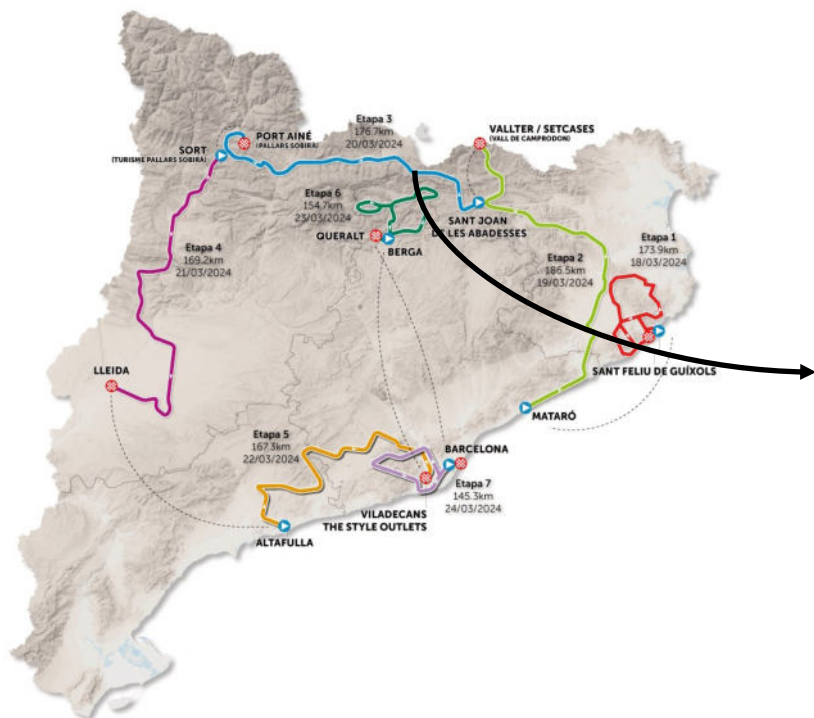 Etapa 3
176.7km
20/03/2024
VALLTER / SETCASES
(VALL DE CAMPRODON)
PORT AINÉ
(PALLARS SOBIRÀ)
SORT
(TURISME PALLARS SOBIRÀ)
Etapa 6
154.7km
23/03/2024
SANT JOAN
DE LES ABADESSES
QUERALT
BERGA
Etapa 1
173.9km
18/03/2024
Etapa 4
169.2km
21/03/2024
Etapa 2
186.5km
19/03/2024
LLEIDA
SANT FELIU DE GUÍXOLS
MATARÓ
Etapa 5
167.3km
22/03/2024
BARCELONA
Etapa 7
145.3km
24/03/2024
VILADECANS
THE STYLE OUTLETS
ALTAFULLA